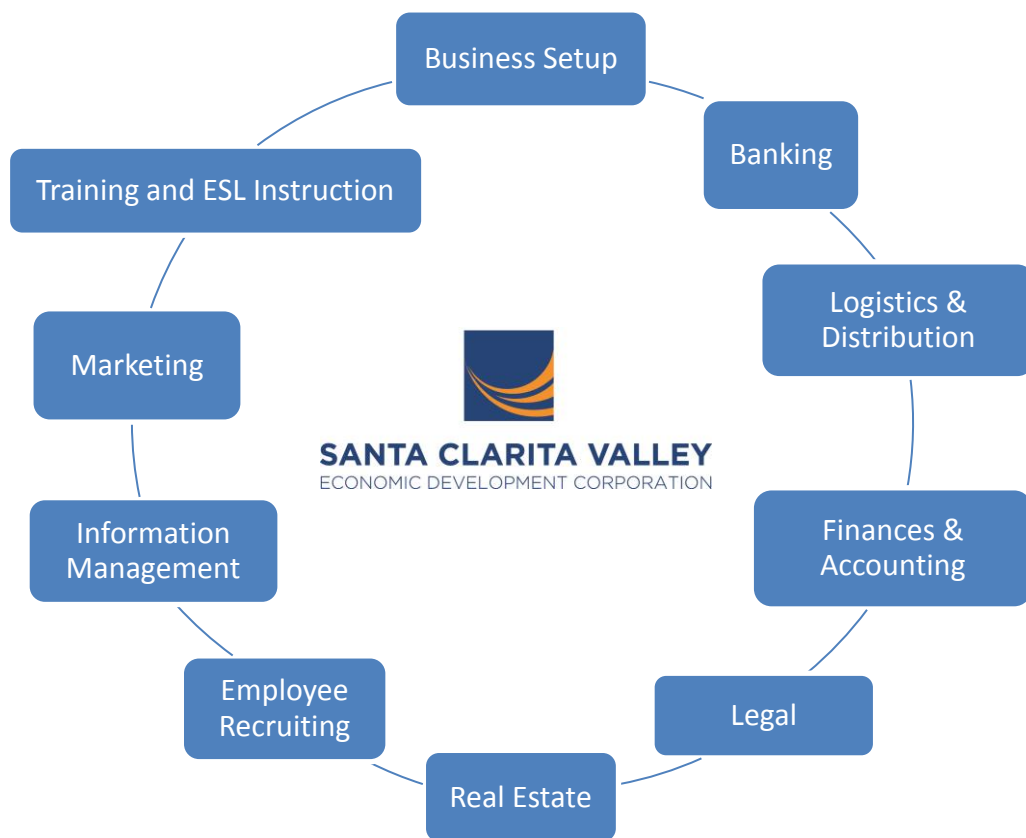 Business Setup
Banking
Training and ESL Instruction
Logistics &
Distribution
Marketing
SANTA CLARITA VALLEY
ECONOMIC DEVELOPMENT CORPORATION
Information
Management
Finances &
Accounting
Employee
Recruiting
Legal
Real Estate